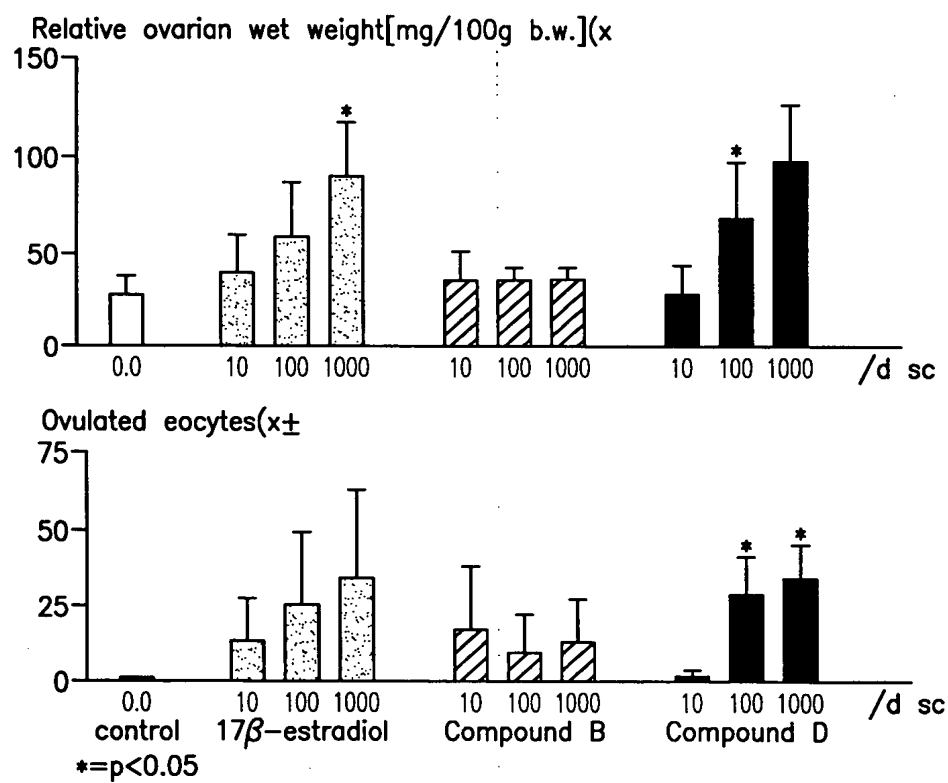 Relative ovarian wet weight[mg/100g b.w.](x
150
*
*
100
50
0
0.0 10 100 1000 10 100 1000 10 100 1000 /d sc
Ovulated eocytes(x±
75
50
* *
25
0
0.0 10 100 1000 10 100 1000 10 100 1000 /d sc
control 17β-estradiol Compound B Compound D
*=p<0.05